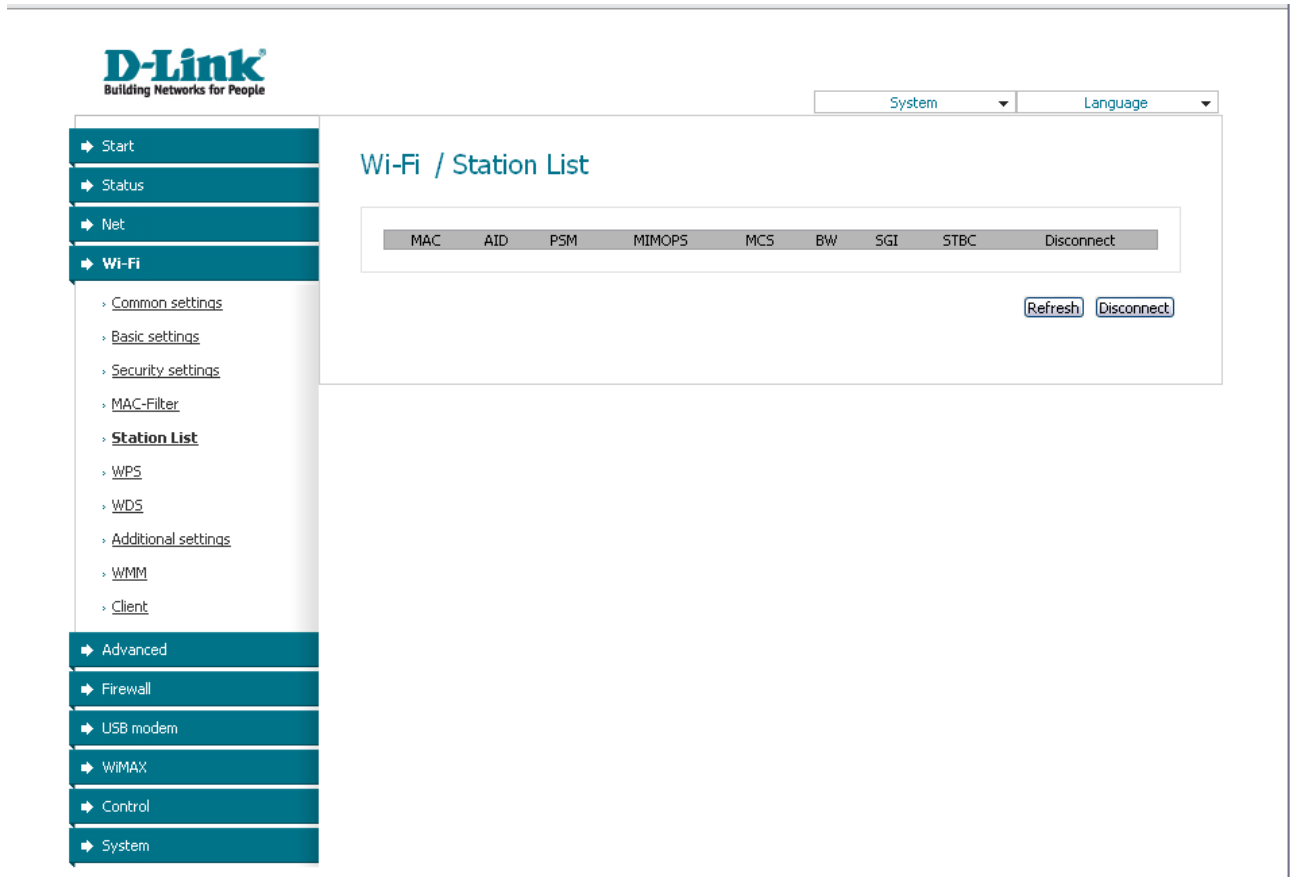 D-Link®
Building Networks for People
System Language
Start
Status
Net
Wi-Fi
Common settings
Basic settings
Security settings
MAC-Filter
Station List
WPS
WDS
Additional settings
WMM
Client
Advanced
Firewall
USB modem
WiMAX
Control
System
Wi-Fi / Station List
MAC AID PSM MIMOPS MCS BW SGI STBC Disconnect
Refresh Disconnect